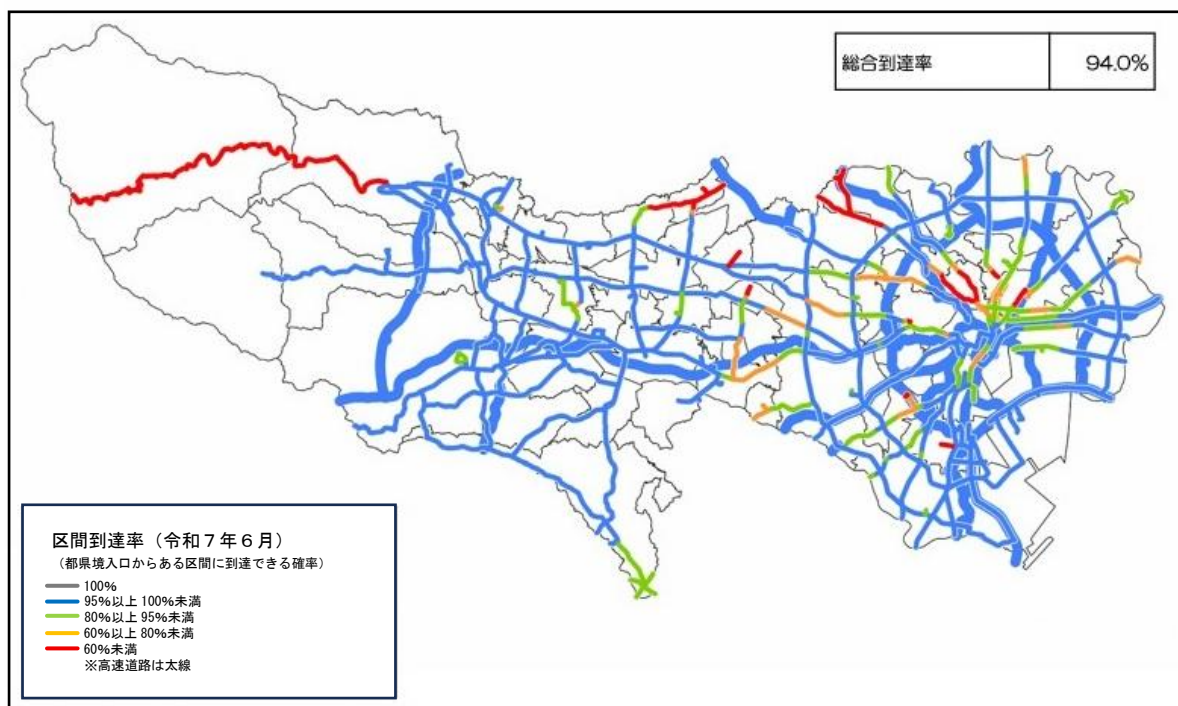 総合到達率 94.0%
区間到達率（令和７年６月）
（都県境入口からある区間に到達できる確率）
100%
95%以上 100%未満
80%以上 95%未満
60%以上 80%未満
60%未満
※高速道路は太線